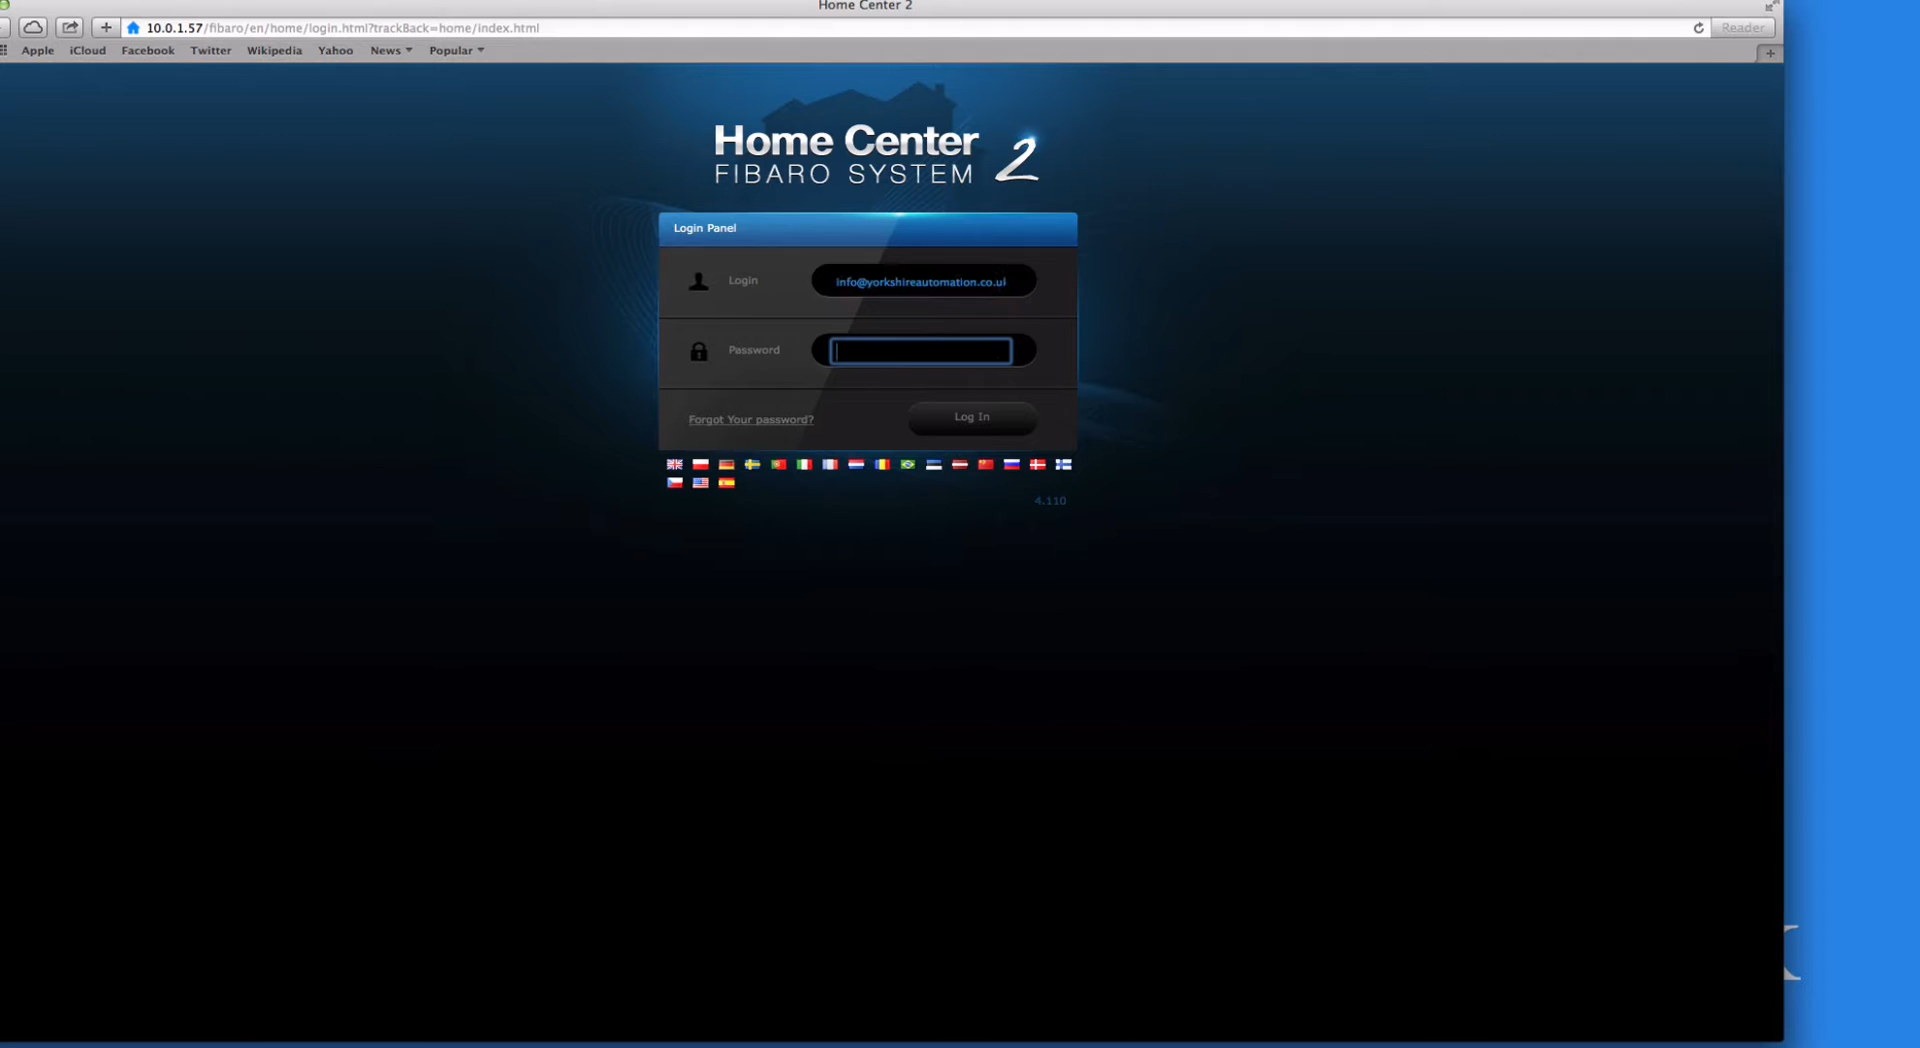 Home Center 2
10.0.1.57/fibaro/en/home/login.html?trackBack=home/index.html
Reader
Apple iCloud Facebook Twitter Wikipedia Yahoo News Popular
Home Center 2
FIBARO SYSTEM
Login Panel
Login
info@yorkshireautomation.co.ul
Password
Forgot Your password?
Log In
4.110